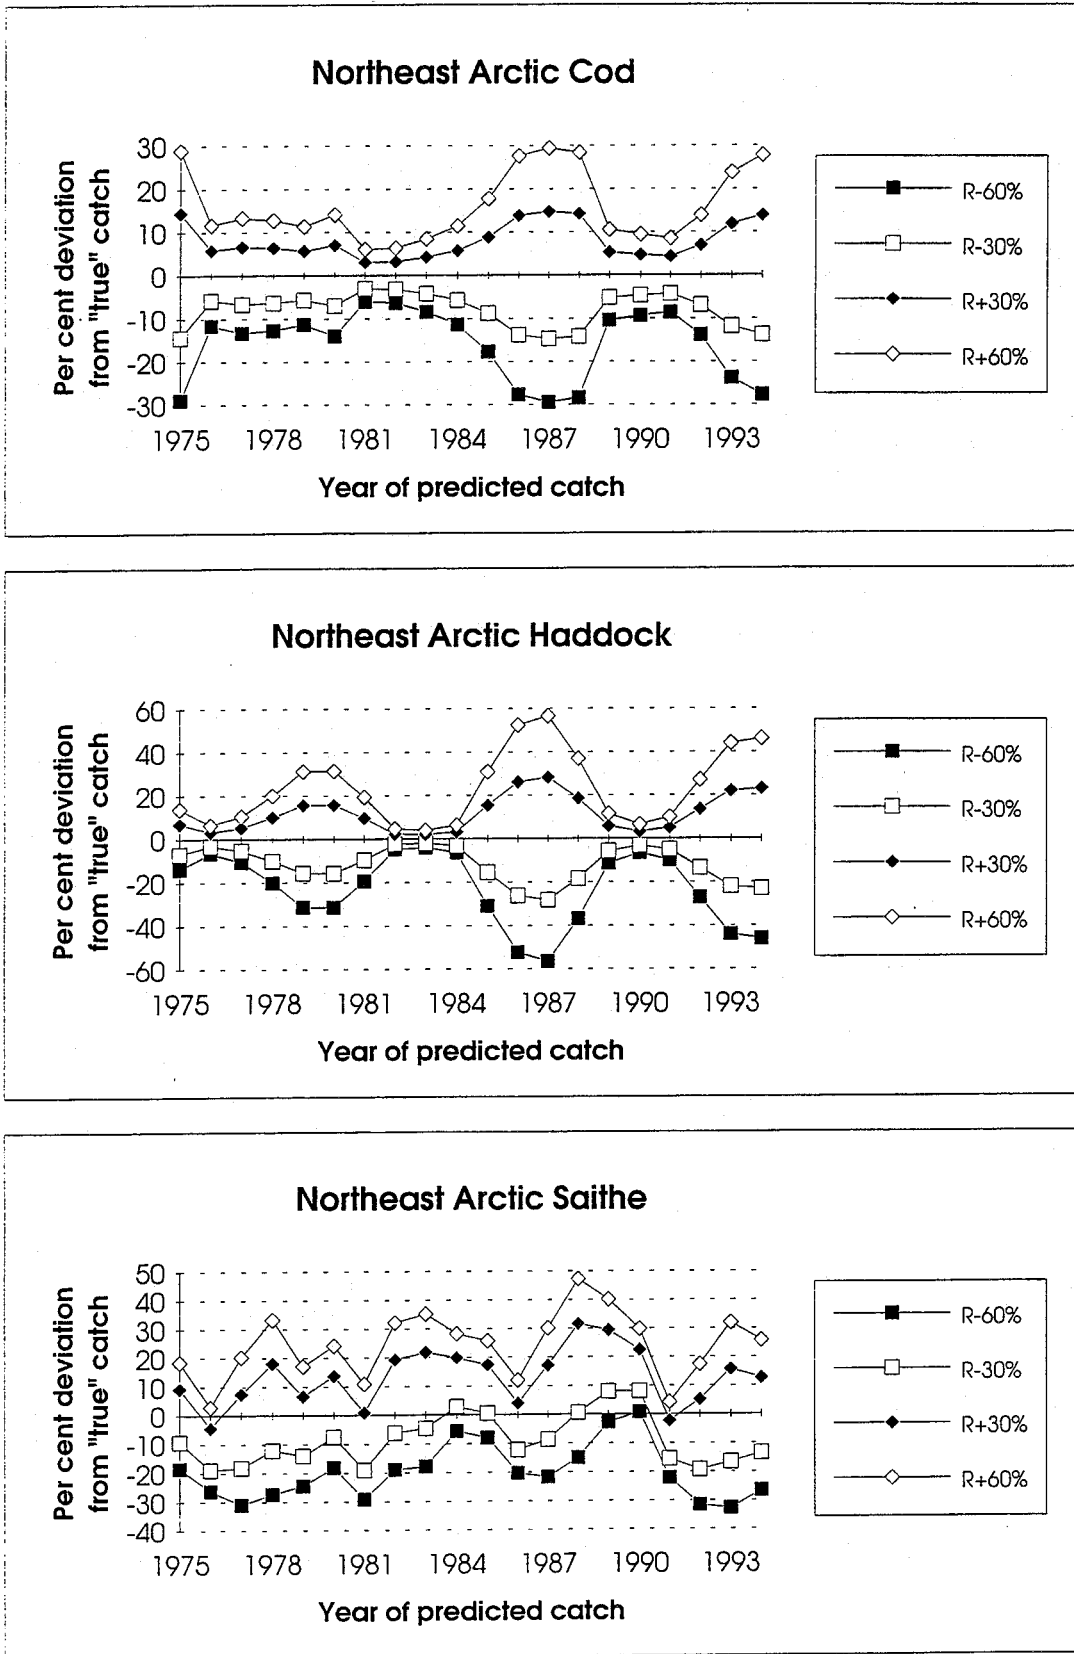 Northeast Arctic Cod
Per cent deviation
from "true" catch
30
20
10
0
-10
-20
-30
1975 1978 1981 1984 1987 1990 1993
Year of predicted catch
R-60%
R-30%
R+30%
R+60%
Northeast Arctic Haddock
Per cent deviation
from "true" catch
60
40
20
0
-20
-40
-60
1975 1978 1981 1984 1987 1990 1993
Year of predicted catch
R-60%
R-30%
R+30%
R+60%
Northeast Arctic Saithe
Per cent deviation
from "true" catch
50
40
30
20
10
0
-10
-20
-30
-40
1975 1978 1981 1984 1987 1990 1993
Year of predicted catch
R-60%
R-30%
R+30%
R+60%